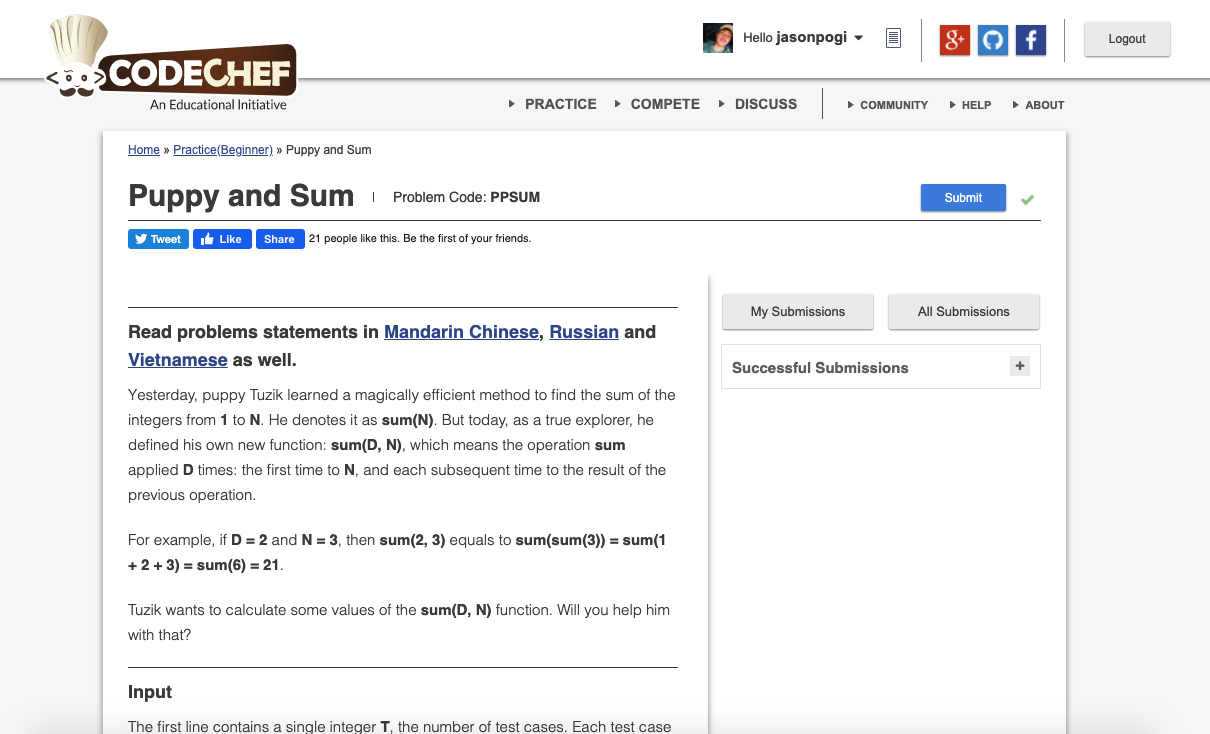 CODECHEF
An Educational Initiative
Hello jasonpogi
g+
f
Logout
PRACTICE COMPETE DISCUSS COMMUNITY HELP ABOUT
Home » Practice(Beginner) » Puppy and Sum
Puppy and Sum Problem Code: PPSUM Submit
Tweet Like Share 21 people like this. Be the first of your friends.
My Submissions All Submissions
Successful Submissions +
Read problems statements in Mandarin Chinese, Russian and
Vietnamese as well.
Yesterday, puppy Tuzik learned a magically efficient method to find the sum of the
integers from 1 to N. He denotes it as sum(N). But today, as a true explorer, he
defined his own new function: sum(D, N), which means the operation sum
applied D times: the first time to N, and each subsequent time to the result of the
previous operation.
For example, if D = 2 and N = 3, then sum(2, 3) equals to sum(sum(3)) = sum(1
+ 2 + 3) = sum(6) = 21.
Tuzik wants to calculate some values of the sum(D, N) function. Will you help him
with that?
Input
The first line contains a single integer T, the number of test cases. Each test case